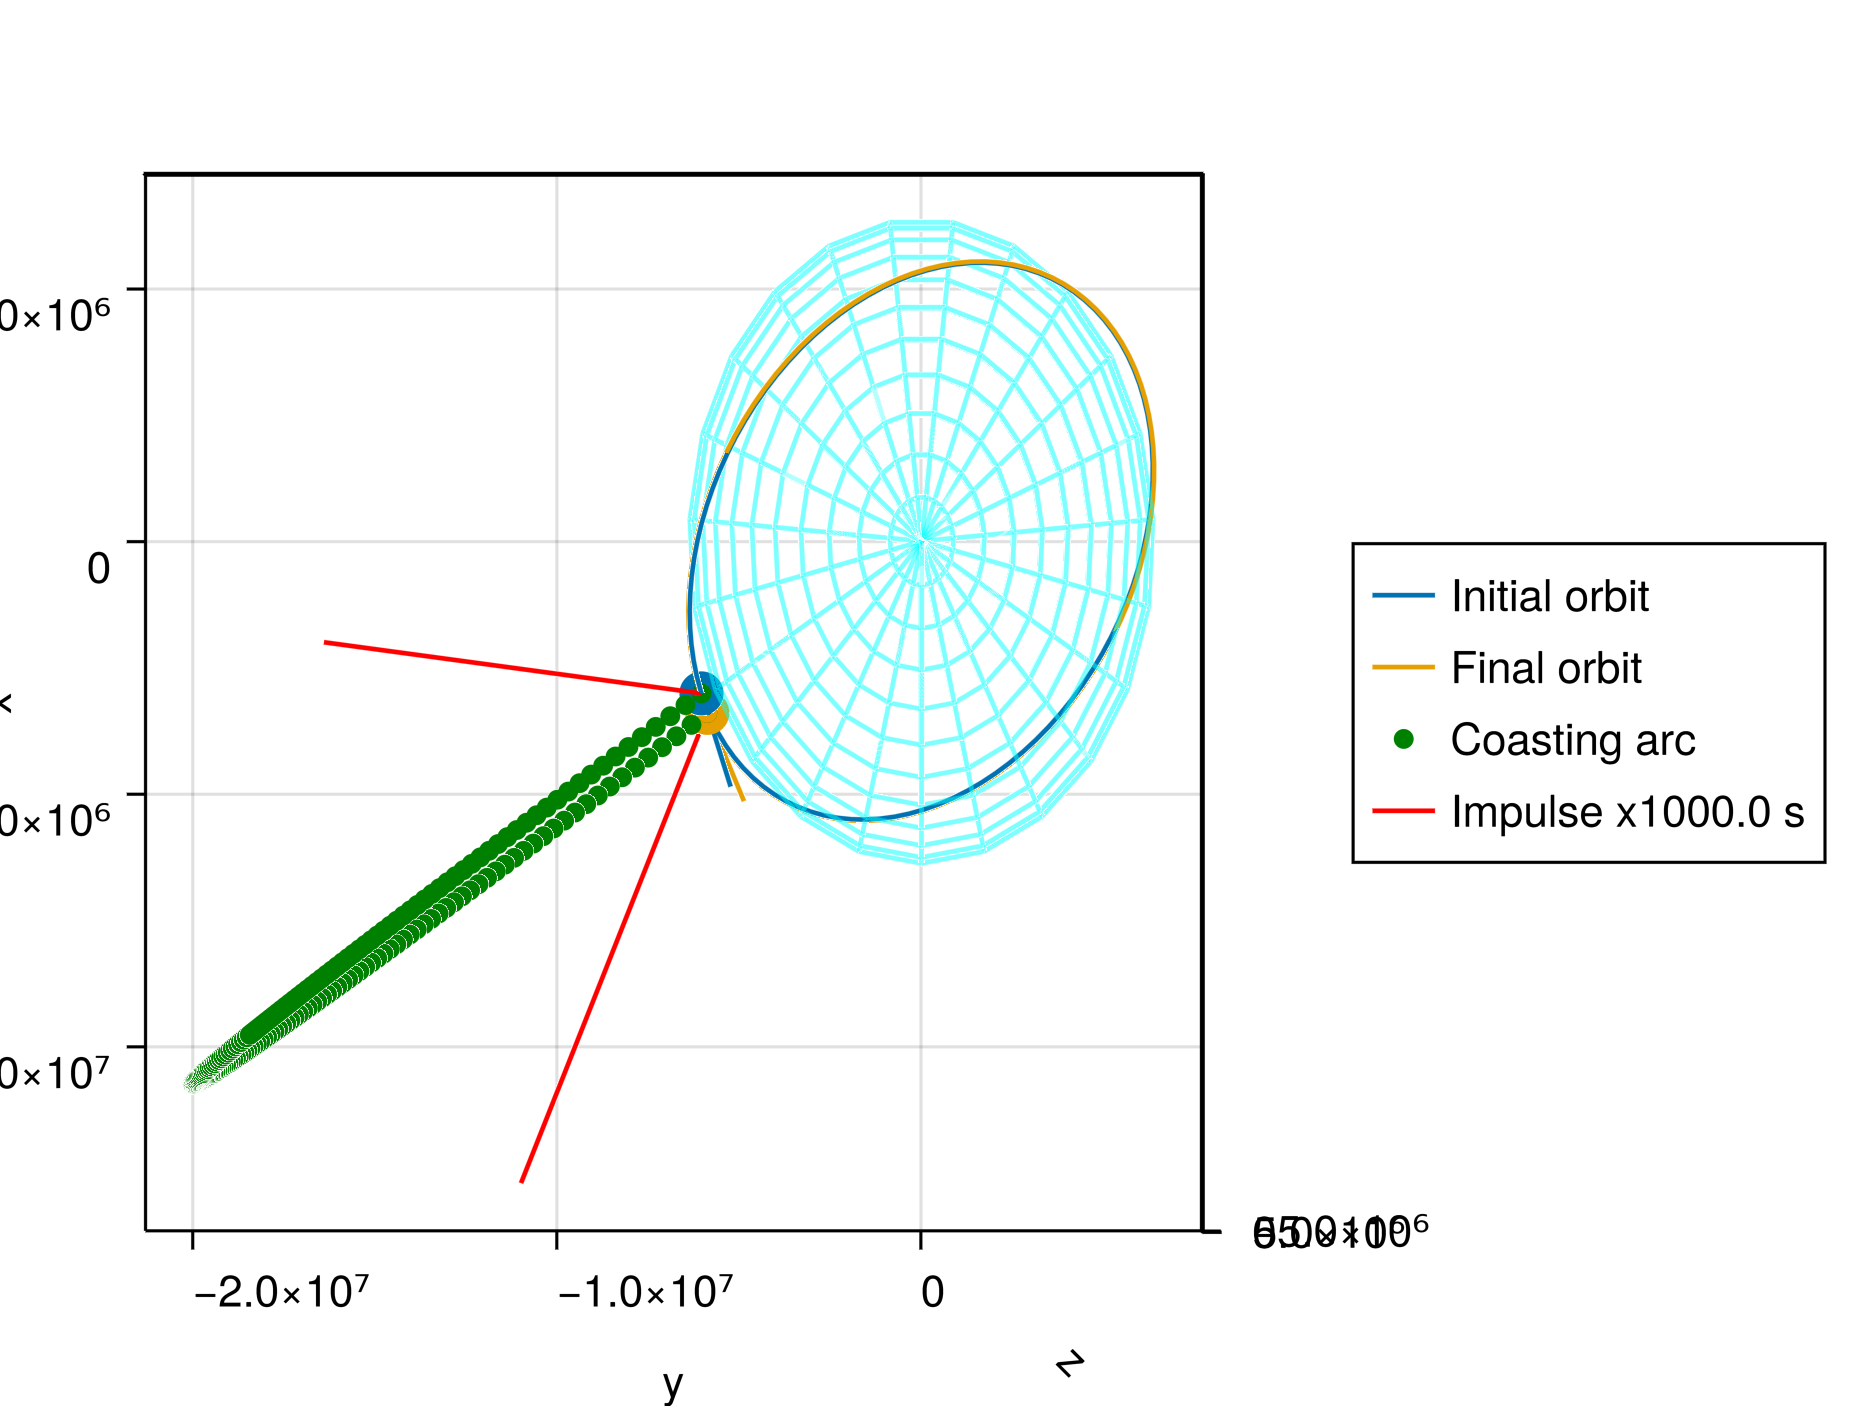 0×10⁶
0
x
0×10⁶
0×10⁷
−2.0×10⁷
−1.0×10⁷
0
y
z
Initial orbit
Final orbit
Coasting arc
Impulse x1000.0 s